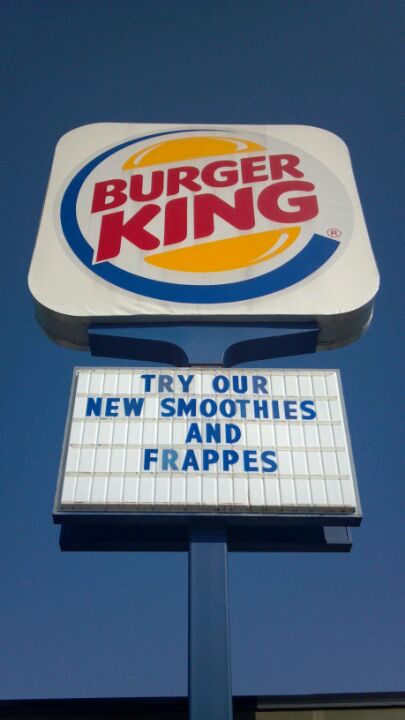 BURGER
KING
®
TRY OUR
NEW SMOOTHIES
AND
FRAPPES